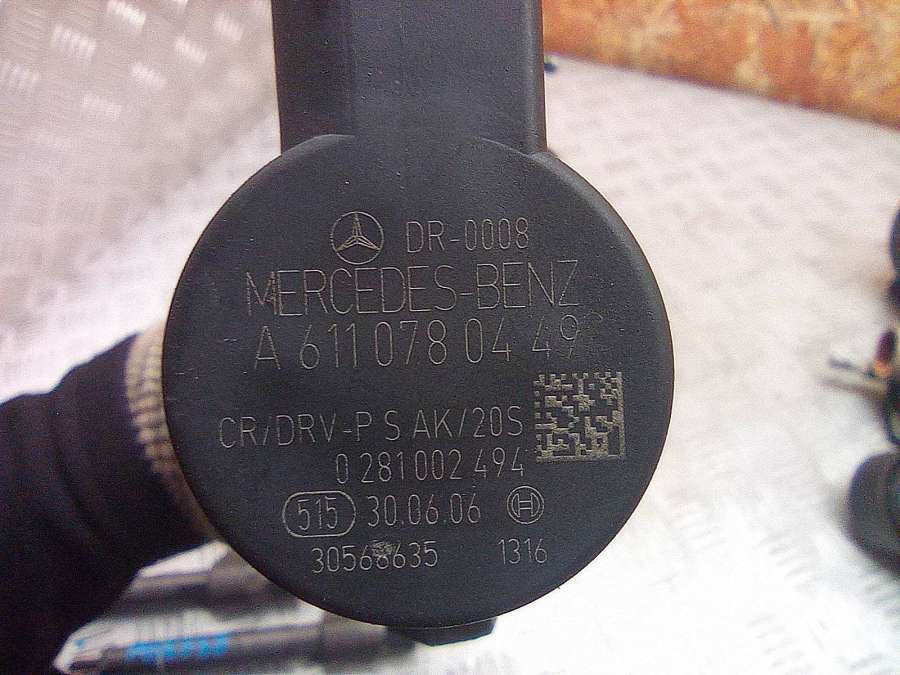 DR-0008
MERCEDES-BENZ
A 611 078 04 49
CR/DRV-P S AK/20S
0 281 002 494
515 30.06.06
30568635 1316